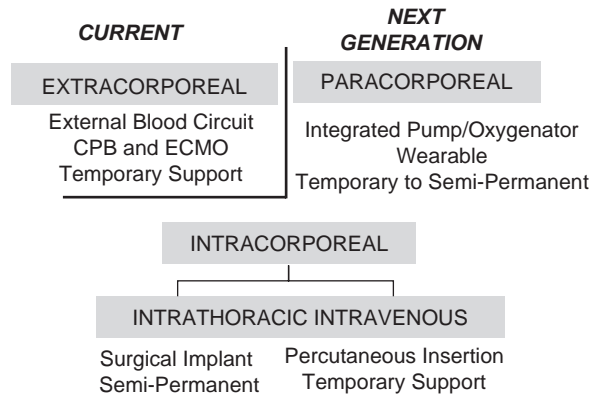 CURRENT
NEXT
GENERATION
EXTRACORPOREAL
External Blood Circuit
CPB and ECMO
Temporary Support
PARACORPOREAL
Integrated Pump/Oxygenator
Wearable
Temporary to Semi-Permanent
INTRACORPOREAL
INTRATHORACIC INTRAVENOUS
Surgical Implant
Semi-Permanent
Percutaneous Insertion
Temporary Support